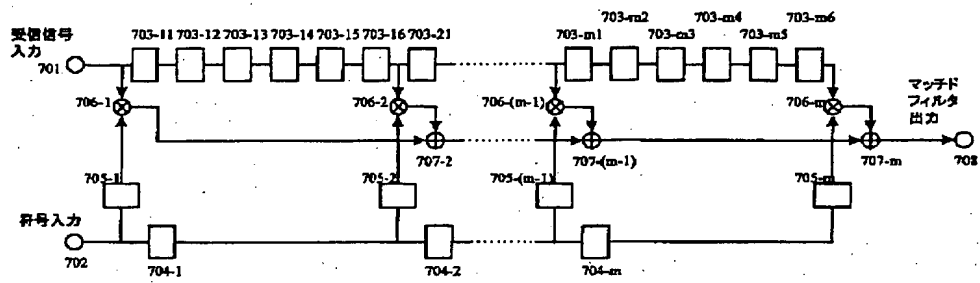 受信信号
入力
701
703-11
703-12
703-13
703-14
703-15
703-16
703-21
703-m1
703-m2
703-m3
703-m4
703-m5
703-m6
706-1
706-2
706-(m-1)
706-m
マッチド
フィルタ
出力
707-2
707-(m-1)
707-m
708
705-1
705-2
705-(m-1)
705-m
符号入力
702
704-1
704-2
704-m